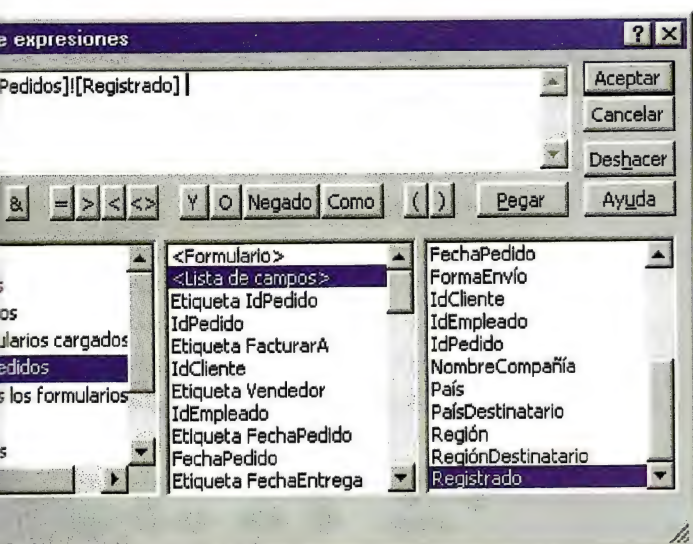 e expresiones
Pedidos]![Registrado]
Aceptar
Cancelar
Deshacer
& = > < <> Y O Negado Como ( ) Pegar Ayuda
s
os
ularios cargados
edidos
s los formularios
s
<Formulario>
<Lista de campos>
Etiqueta IdPedido
IdPedido
Etiqueta FacturarA
IdCliente
Etiqueta Vendedor
IdEmpleado
Etiqueta FechaPedido
FechaPedido
Etiqueta FechaEntrega
FechaPedido
FormaEnvío
IdCliente
IdEmpleado
IdPedido
NombreCompañía
País
PaísDestinatario
Región
RegiónDestinatario
Registrado